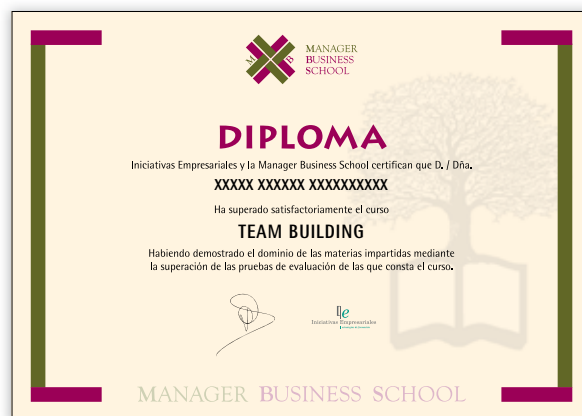 M B
MANAGER
BUSINESS
SCHOOL
DIPLOMA
Iniciativas Empresariales y la Manager Business School certifican que D. / Dña.
XXXXX XXXXXX XXXXXXXXXX
Ha superado satisfactoriamente el curso
TEAM BUILDING
Habiendo demostrado el dominio de las materias impartidas mediante
la superación de las pruebas de evaluación de las que consta el curso.
Iniciativas Empresariales
MANAGER BUSINESS SCHOOL